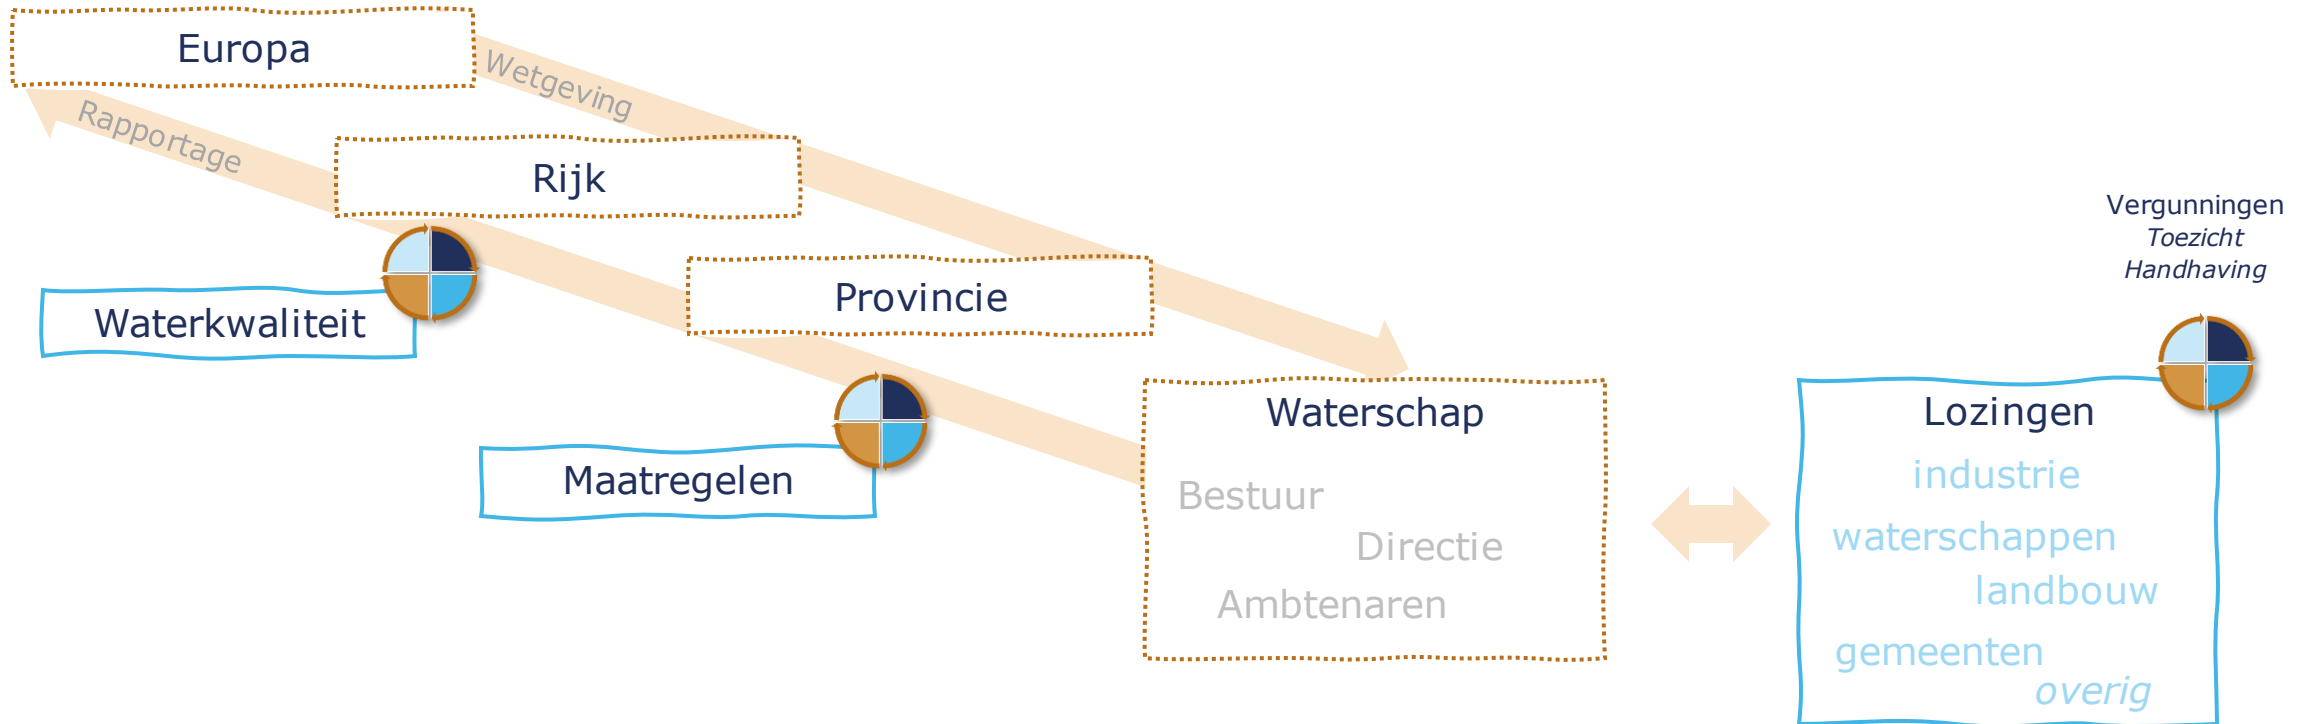 Europa
Wetgeving
Rapportage
Rijk
Vergunningen
Toezicht
Handhaving
Provincie
Waterkwaliteit
Waterschap
Bestuur
Directie
Ambtenaren
Maatregelen
Lozingen
industrie
waterschappen
landbouw
gemeenten
overig